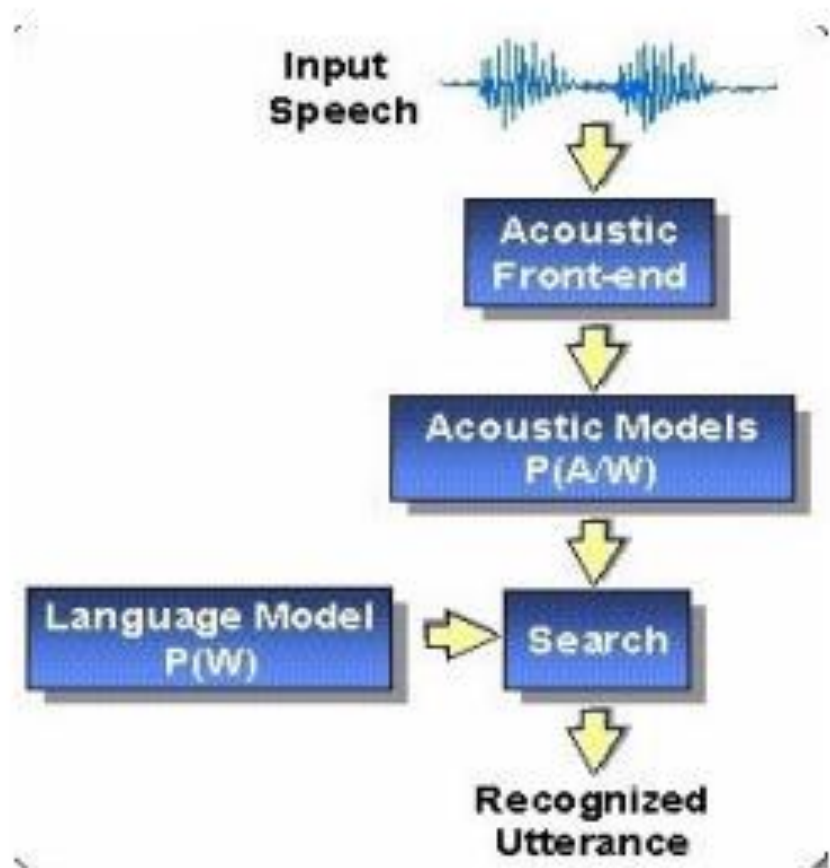 Input
Speech
Acoustic
Front-end
Acoustic Models
P(A/W)
Language Model
P(W)
Search
Recognized
Utterance